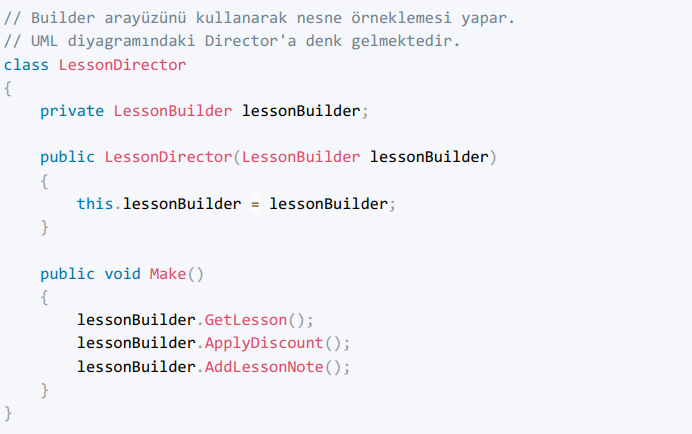 // Builder arayüzünü kullanarak nesne örneklemesi yapar.
// UML diyagramındaki Director'a denk gelmektedir.
class LessonDirector
{
    private LessonBuilder lessonBuilder;

    public LessonDirector(LessonBuilder lessonBuilder)
    {
        this.lessonBuilder = lessonBuilder;
    }

    public void Make()
    {
        lessonBuilder.GetLesson();
        lessonBuilder.ApplyDiscount();
        lessonBuilder.AddLessonNote();
    }
}